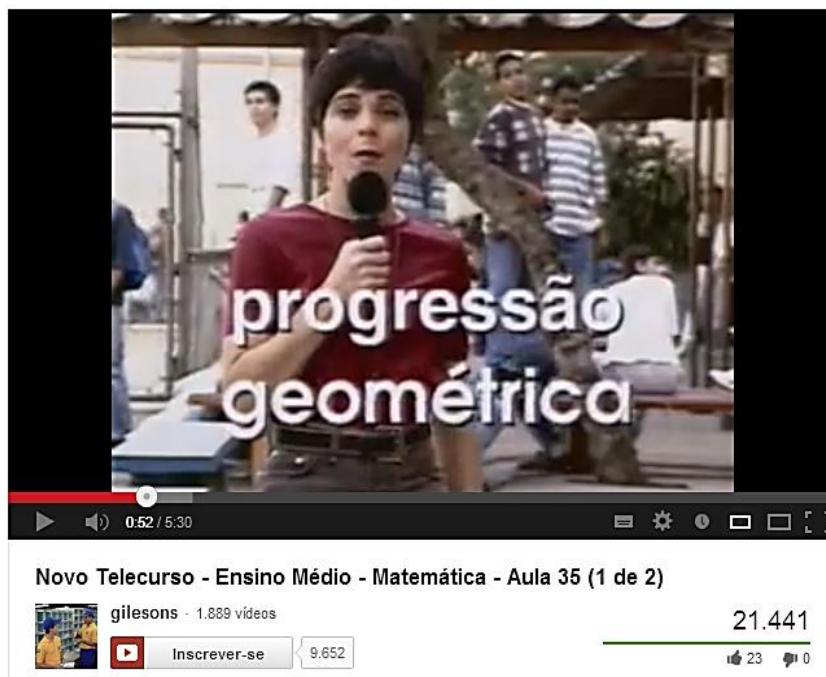 progressão
geométrica
0:52 / 5:30
Novo Telecurso - Ensino Médio - Matemática - Aula 35 (1 de 2)
gilesons · 1.889 vídeos
Inscrever-se 9.652
21.441
23 0